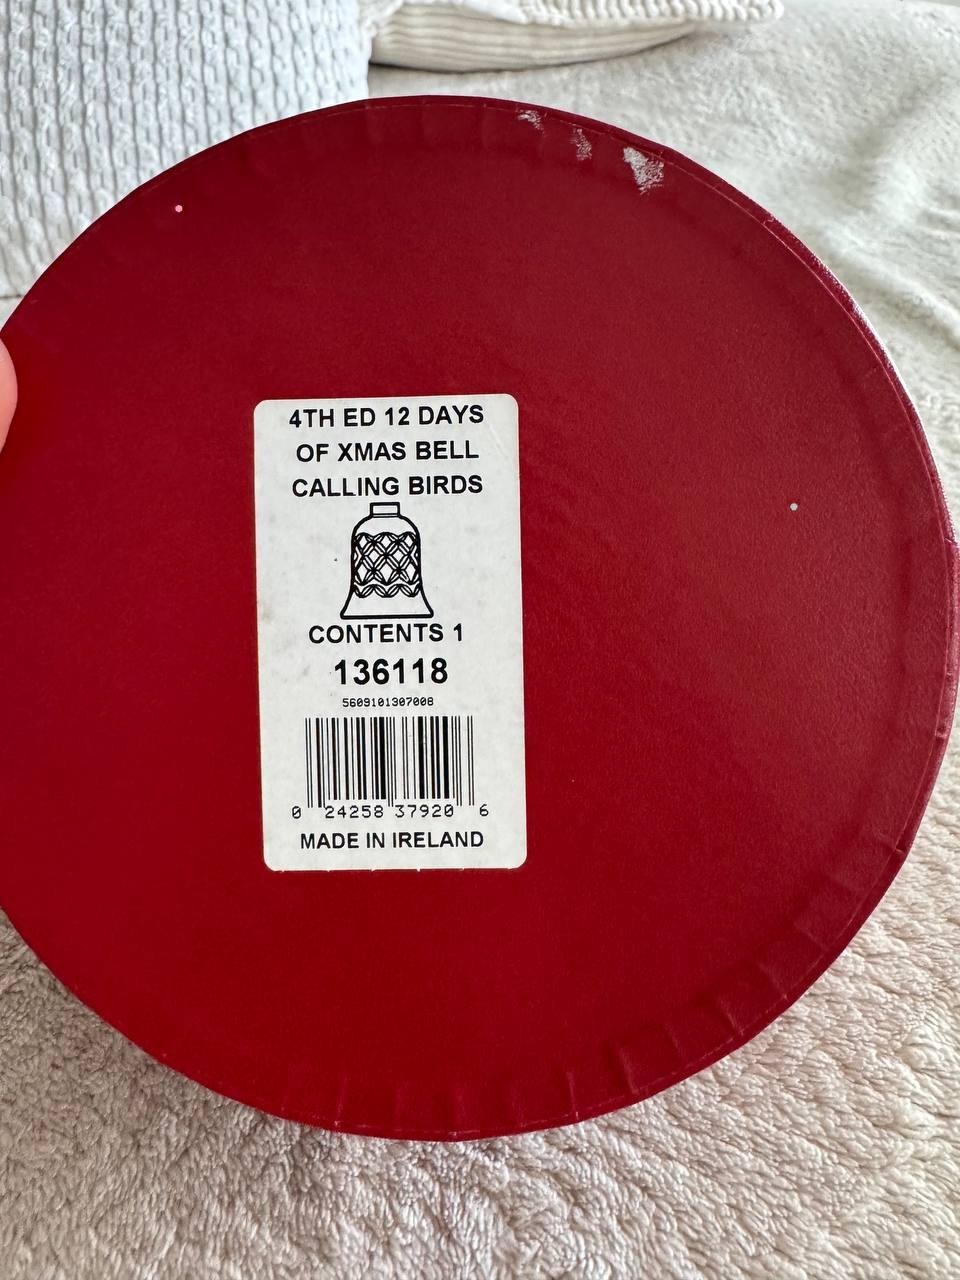 4TH ED 12 DAYS
OF XMAS BELL
CALLING BIRDS
CONTENTS 1
136118
5609101307008
0 24258 37920 6
MADE IN IRELAND